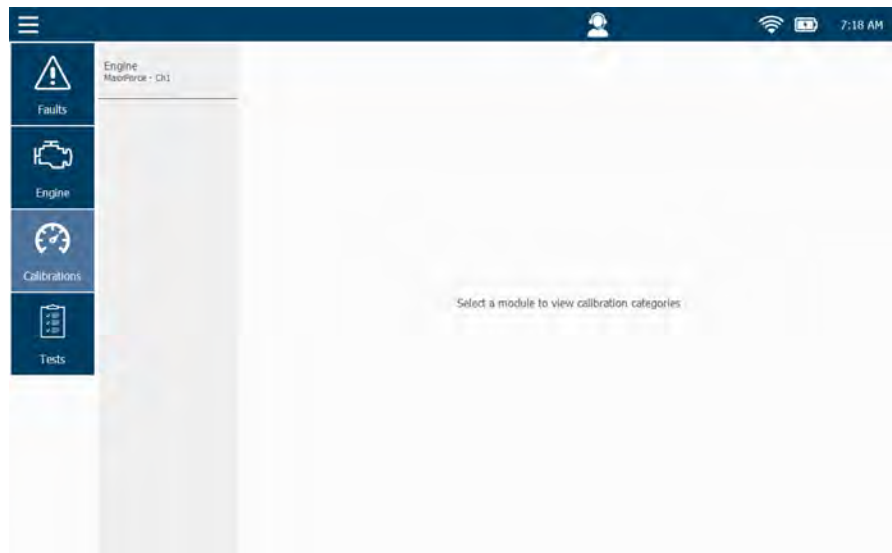 7:18 AM
Faults
Engine
Calibrations
Tests
Engine
MaxxForce - Ch1
Select a module to view calibration categories